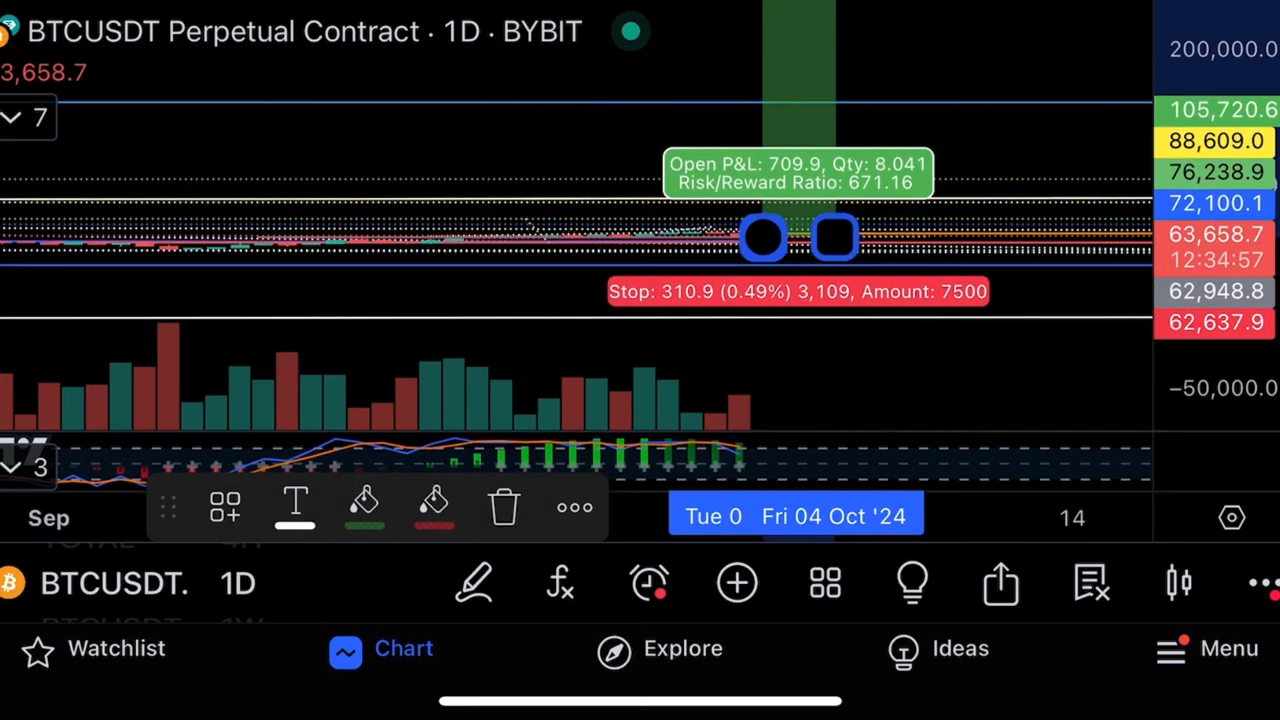 BTCUSDT Perpetual Contract · 1D · BYBIT
3,658.7
7
200,000.0
105,720.6
88,609.0
76,238.9
72,100.1
63,658.7
12:34:57
62,948.8
62,637.9
−50,000.0
Open P&L: 709.9, Qty: 8.041
Risk/Reward Ratio: 671.16
Stop: 310.9 (0.49%) 3,109, Amount: 7500
3
T
Sep
Tue 0 Fri 04 Oct '24
14
BTCUSDT. 1D
Watchlist
Chart
Explore
Ideas
Menu